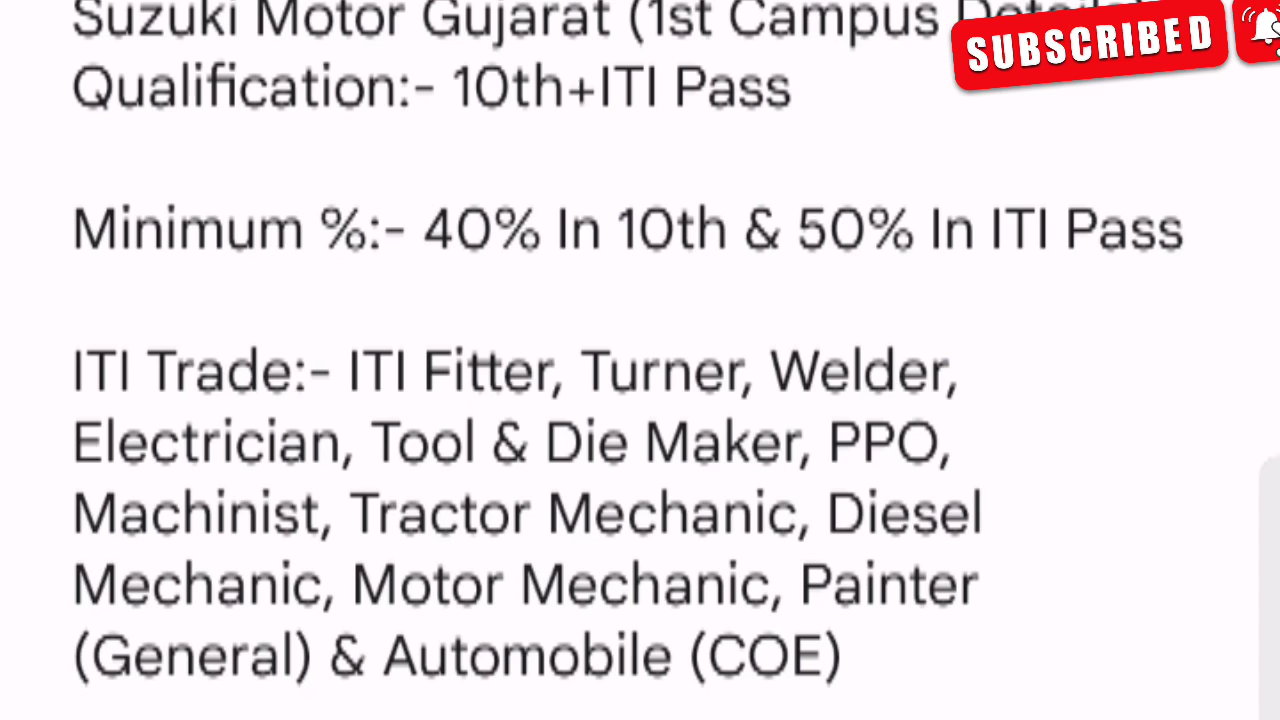 Suzuki Motor Gujarat (1st Campus
SUBSCRIBED
Qualification:- 10th+ITI Pass
Minimum %:- 40% In 10th & 50% In ITI Pass
ITI Trade:- ITI Fitter, Turner, Welder,
Electrician, Tool & Die Maker, PPO,
Machinist, Tractor Mechanic, Diesel
Mechanic, Motor Mechanic, Painter
(General) & Automobile (COE)